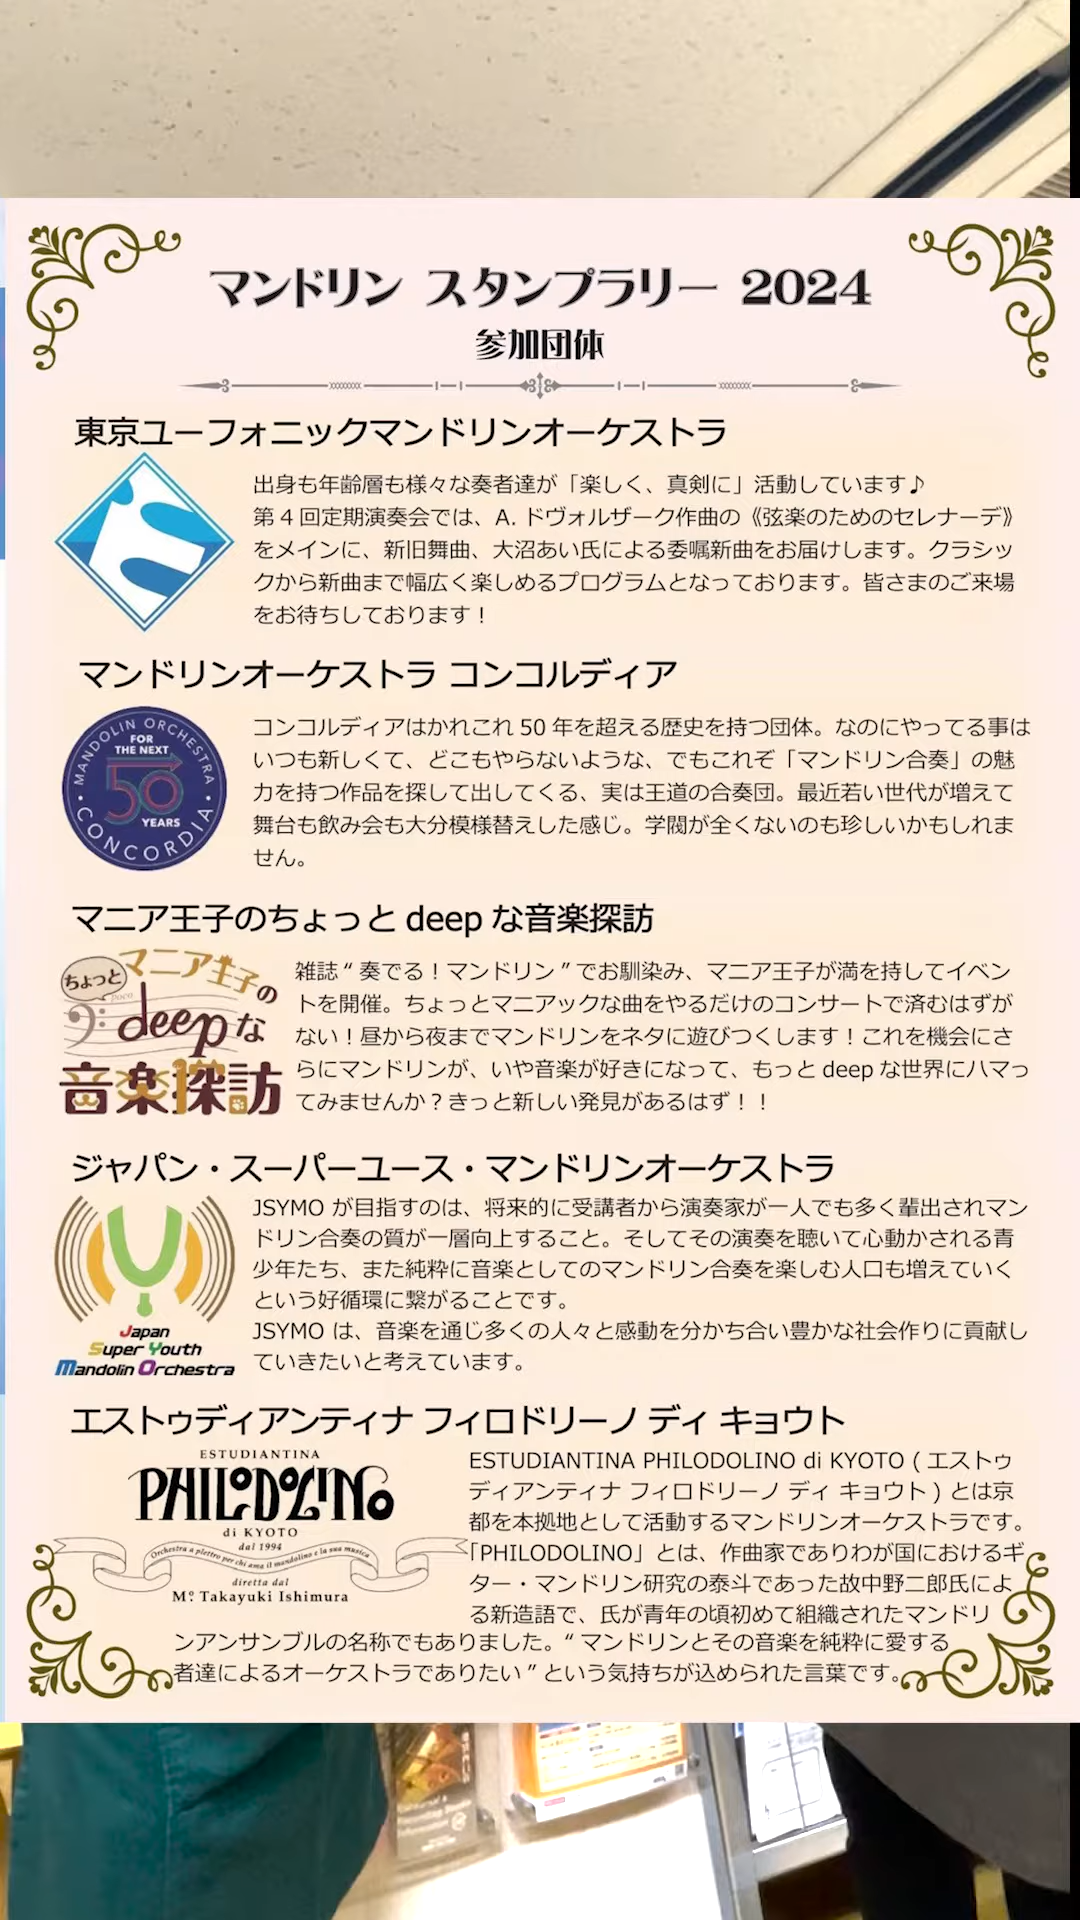 マンドリン スタンプラリー 2024
参加団体
東京ユーフォニックマンドリンオーケストラ
出身も年齢層も様々な奏者達が「楽しく、真剣に」活動しています♪
第4回定期演奏会では、A. ドヴォルザーク作曲の《弦楽のためのセレナーデ》
をメインに、新旧舞曲、大沼あい氏による委嘱新曲をお届けします。クラシッ
クから新曲まで幅広く楽しめるプログラムとなっております。皆さまのご来場
をお待ちしております！
マンドリンオーケストラ コンコルディア
MANDOLIN ORCHESTRA
FOR
THE NEXT
50
YEARS
CONCORDIA
コンコルディアはかれこれ50年を超える歴史を持つ団体。なのにやってる事は
いつも新しくて、どこもやらないような、でもこれぞ「マンドリン合奏」の魅
力を持つ作品を探して出してくる、実は王道の合奏団。最近若い世代が増えて
舞台も飲み会も大分模様替えした感じ。学閥が全くないのも珍しいかもしれま
せん。
マニア王子のちょっと deep な音楽探訪
マニア王子の
ちょっと
poco
deepな
音楽探訪
雑誌“ 奏でる！マンドリン ”でお馴染み、マニア王子が満を持してイベン
トを開催。ちょっとマニアックな曲をやるだけのコンサートで済むはずが
ない！昼から夜までマンドリンをネタに遊びつくします！これを機会にさ
らにマンドリンが、いや音楽が好きになって、もっと deep な世界にハマっ
てみませんか？きっと新しい発見があるはず！！
ジャパン・スーパーユース・マンドリンオーケストラ
Japan
Super Youth
Mandolin Orchestra
JSYMO が目指すのは、将来的に受講者から演奏家が一人でも多く輩出されマン
ドリン合奏の質が一層向上すること。そしてその演奏を聴いて心動かされる青
少年たち、また純粋に音楽としてのマンドリン合奏を楽しむ人口も増えていく
という好循環に繋がることです。
JSYMO は、音楽を通じ多くの人々と感動を分かち合い豊かな社会作りに貢献し
ていきたいと考えています。
エストゥディアンティナ フィロドリーノ ディ キョウト
ESTUDIANTINA
PHILODOLINO
di KYOTO
dal 1994
Orchestra a plettro per chi ama il mandolino e la sua musica
diretta dal
Mº Takayuki Ishimura
ESTUDIANTINA PHILODOLINO di KYOTO ( エストゥ
ディアンティナ フィロドリーノ ディ キョウト ) とは京
都を本拠地として活動するマンドリンオーケストラです。
「PHILODOLINO」とは、作曲家でありわが国におけるギ
ター・マンドリン研究の泰斗であった故中野二郎氏によ
る新造語で、氏が青年の頃初めて組織されたマンドリ
ンアンサンブルの名称でもありました。“ マンドリンとその音楽を純粋に愛する
者達によるオーケストラでありたい ” という気持ちが込められた言葉です。